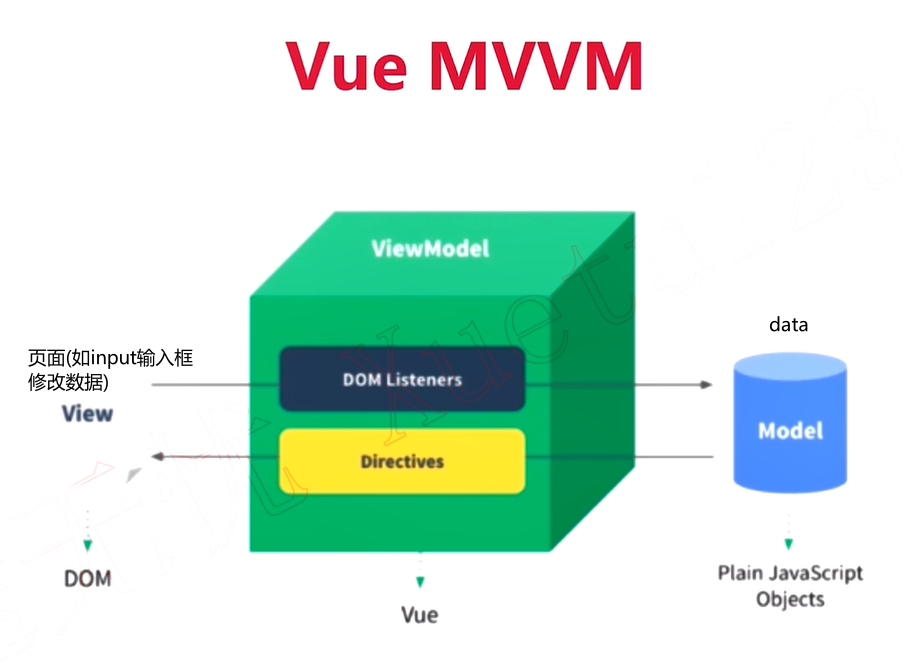 Vue MVVM
ViewModel
data
页面(如input输入框
修改数据)
DOM Listeners
View
Model
Directives
DOM
Plain JavaScript
Objects
Vue